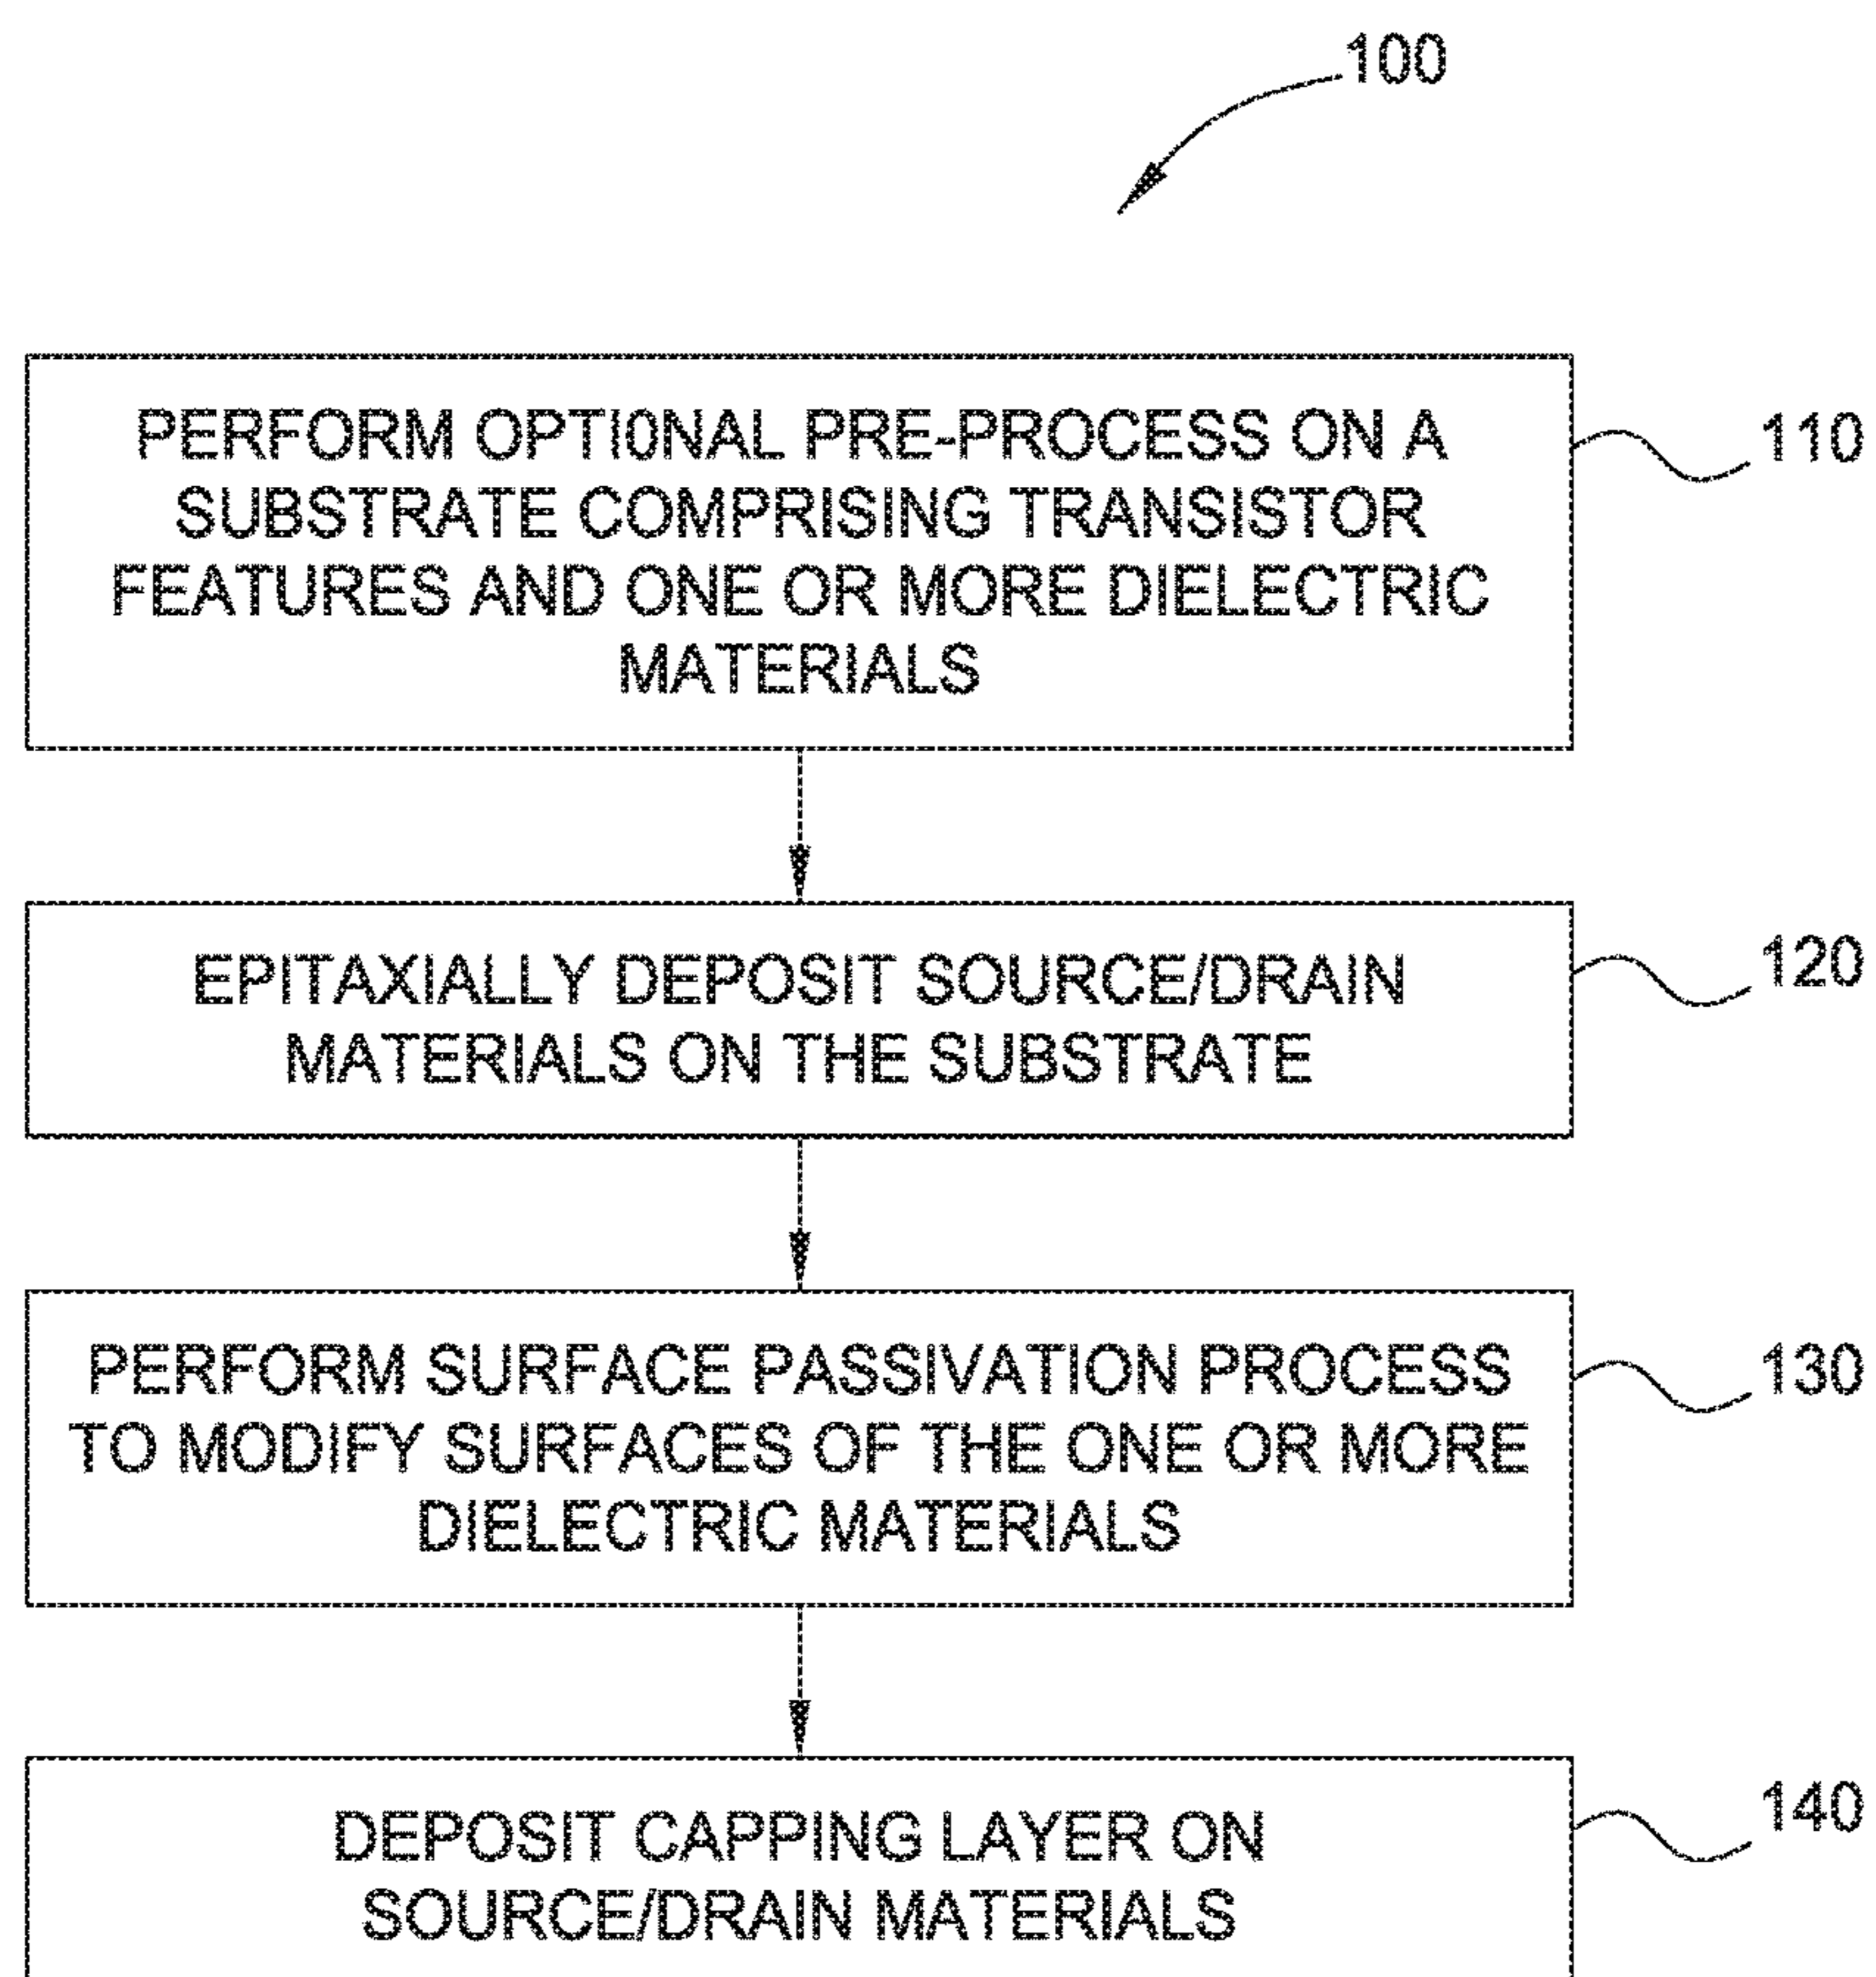 100
PERFORM OPTI0NAL PRE-PROCESS ON A
SUBSTRATE COMPRISING TRANSISTOR
FEATURES AND ONE OR MORE DIELECTRIC
MATERIALS
110
EPITAXIALLY DEPOSIT SOURCE/DRAIN
MATERIALS ON THE SUBSTRATE
120
PERFORM SURFACE PASSIVATION PROCESS
TO MODIFY SURFACES OF THE ONE OR MORE
DIELECTRIC MATERIALS
130
DEPOSIT CAPPING LAYER ON
SOURCE/DRAIN MATERIALS
140